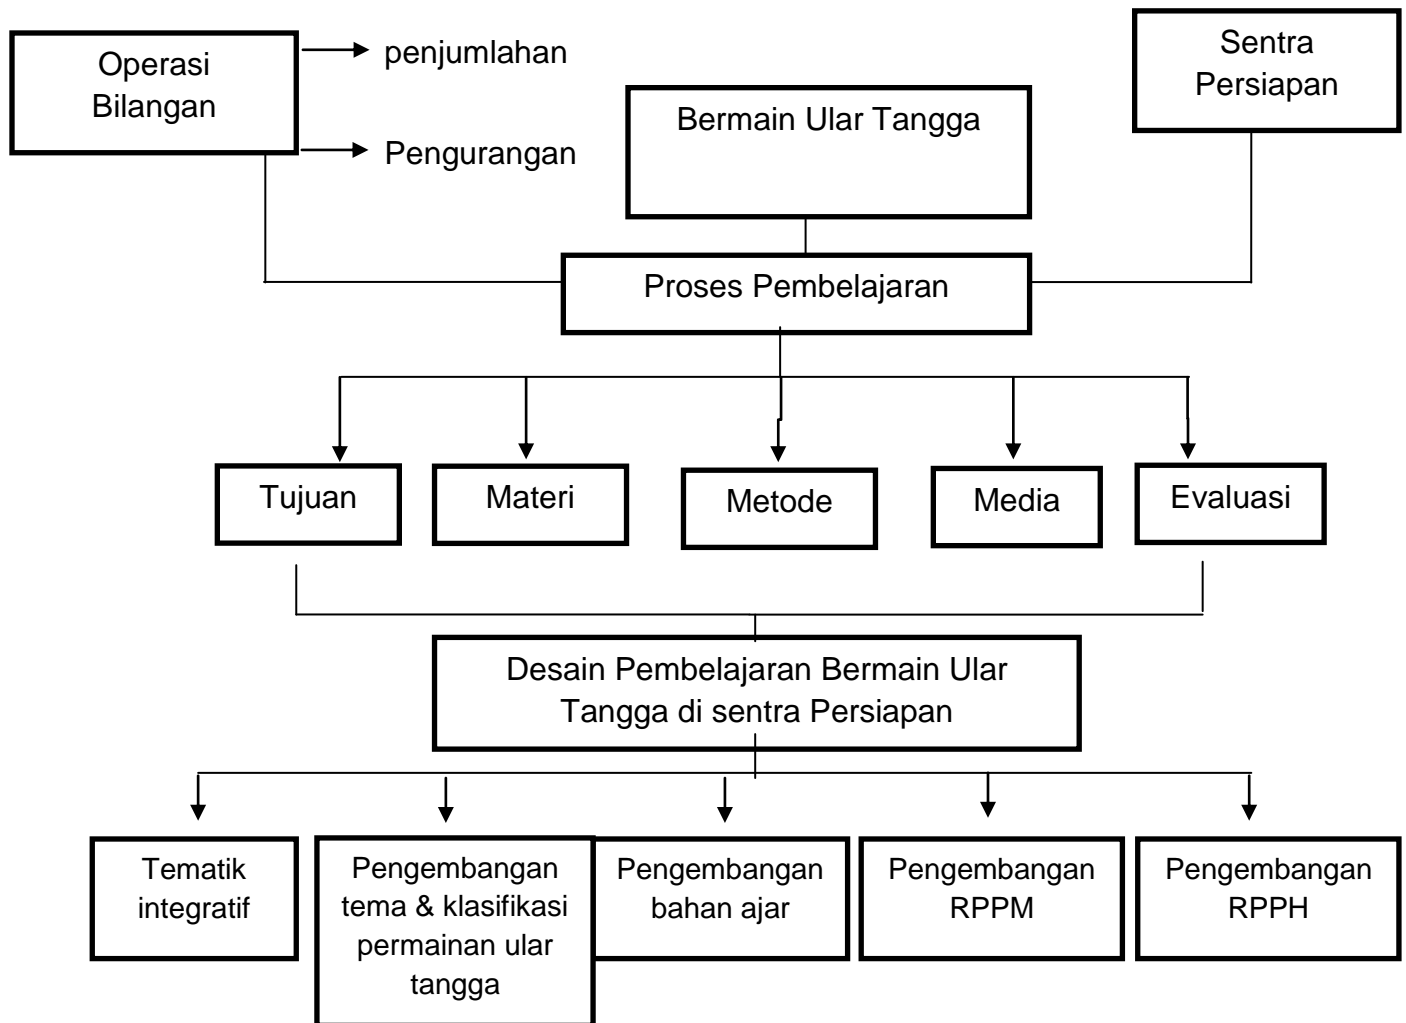 Operasi
Bilangan
penjumlahan
Pengurangan
Bermain Ular Tangga
Sentra
Persiapan
Proses Pembelajaran
Tujuan
Materi
Metode
Media
Evaluasi
Desain Pembelajaran Bermain Ular
Tangga di sentra Persiapan
Tematik
integratif
Pengembangan
tema & klasifikasi
permainan ular
tangga
Pengembangan
bahan ajar
Pengembangan
RPPM
Pengembangan
RPPH